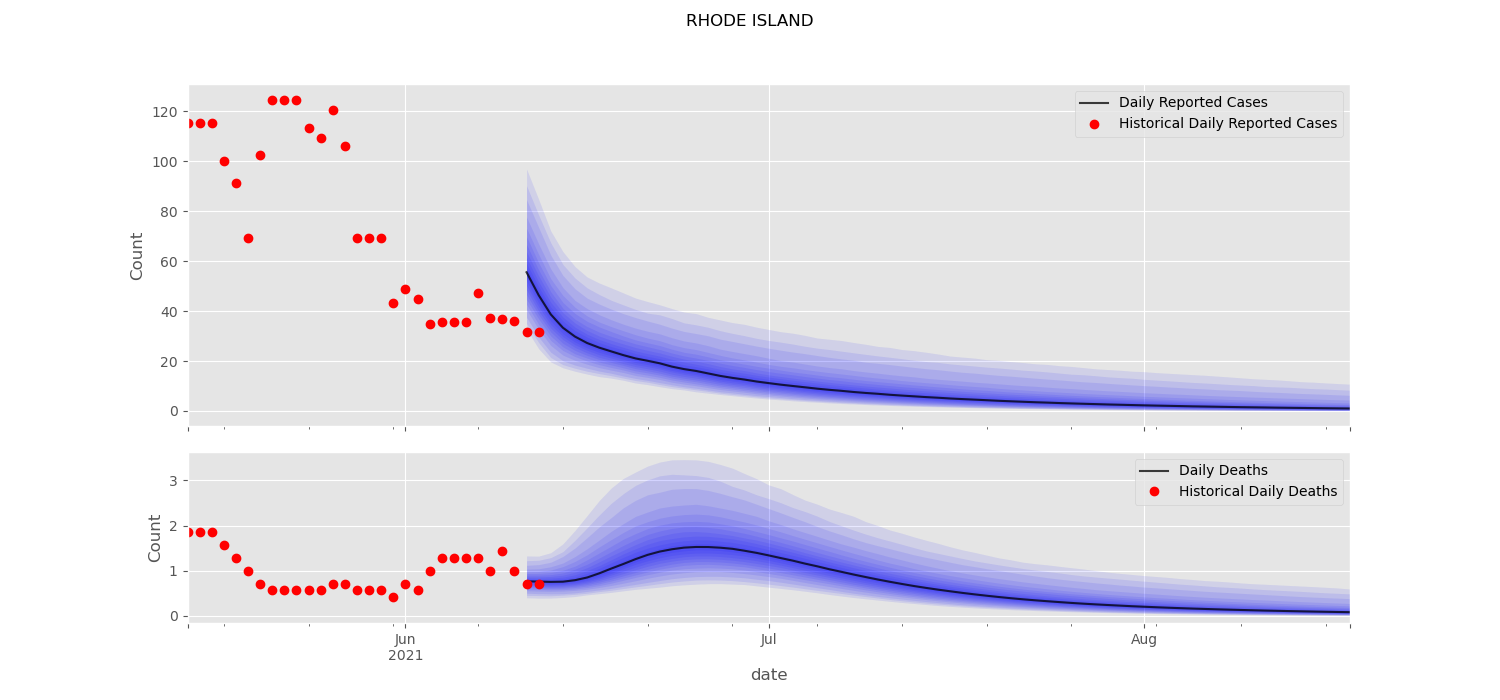 RHODE ISLAND
120
100
80
60
40
20
0
Count
Daily Reported Cases
Historical Daily Reported Cases
3
2
1
0
Count
Daily Deaths
Historical Daily Deaths
Jun
2021
Jul
Aug
date